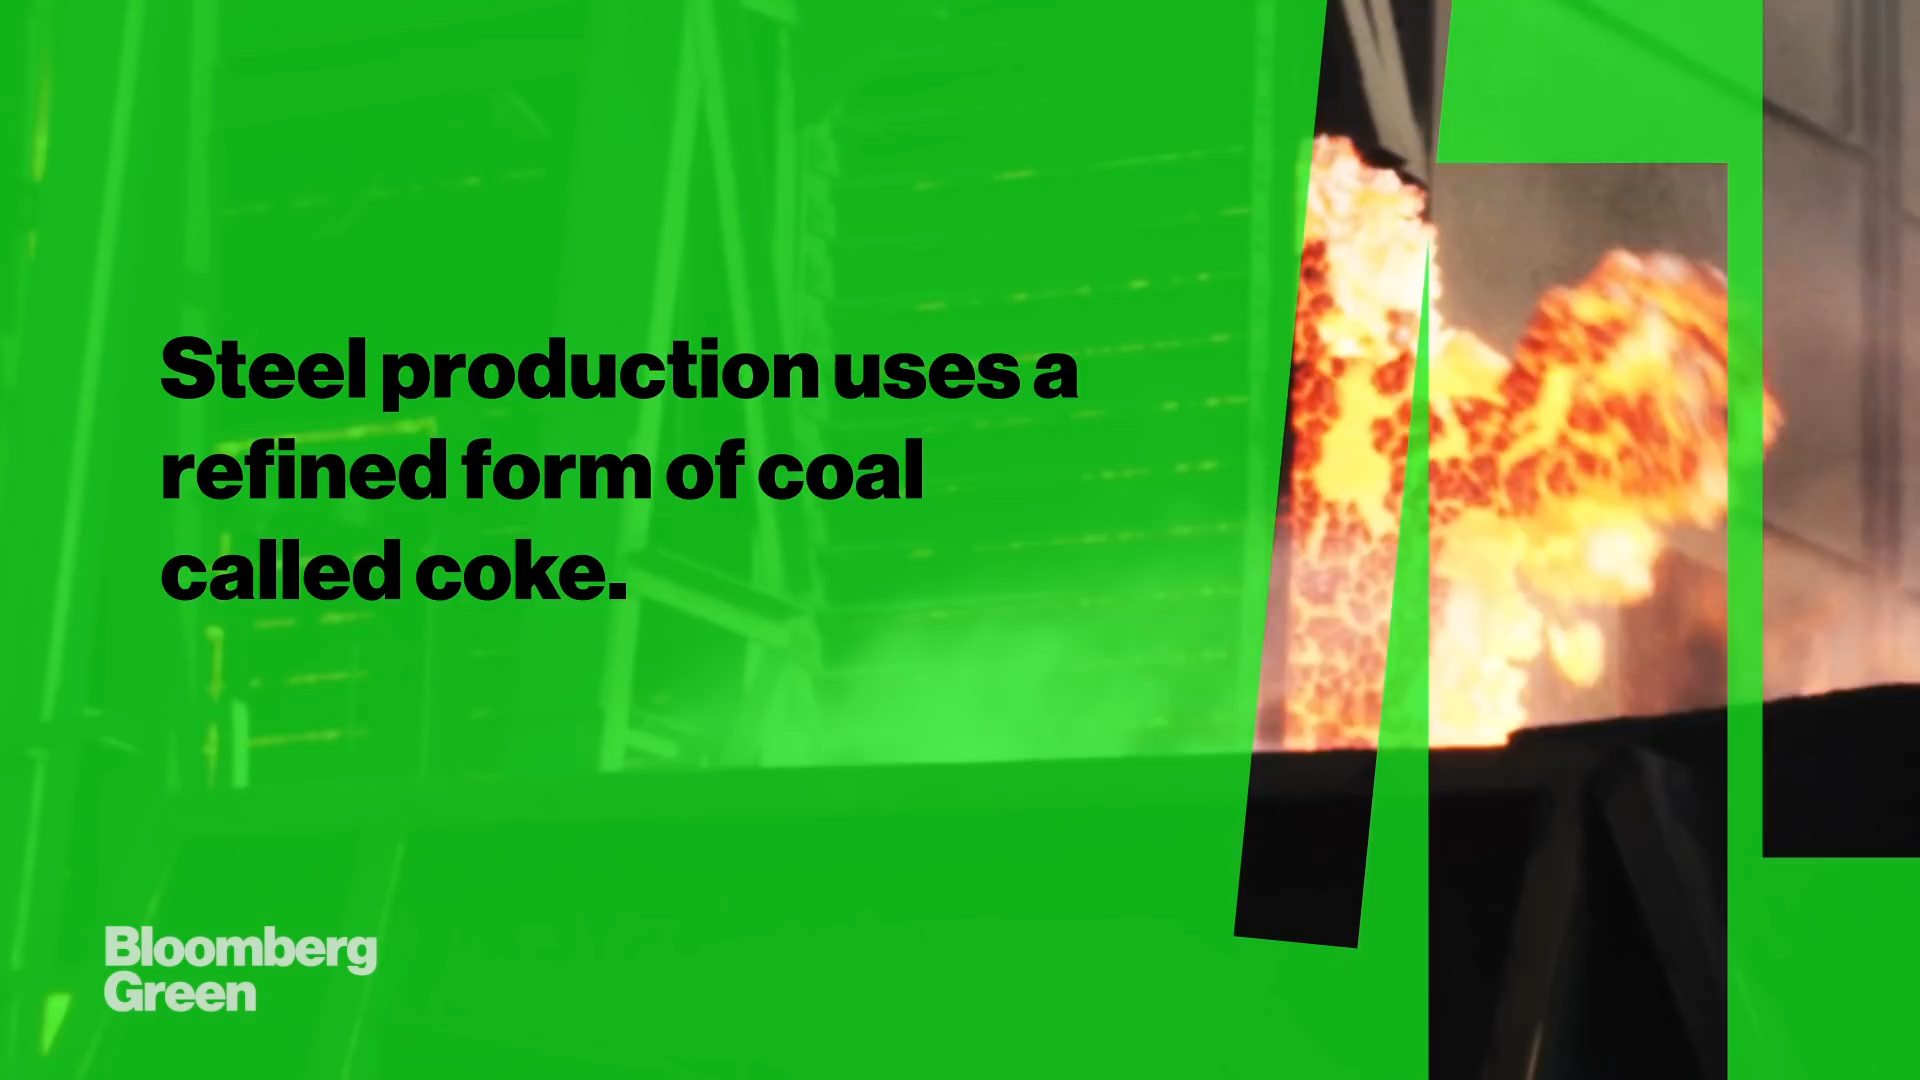 Steel production uses a
refined form of coal
called coke.
Bloomberg
Green